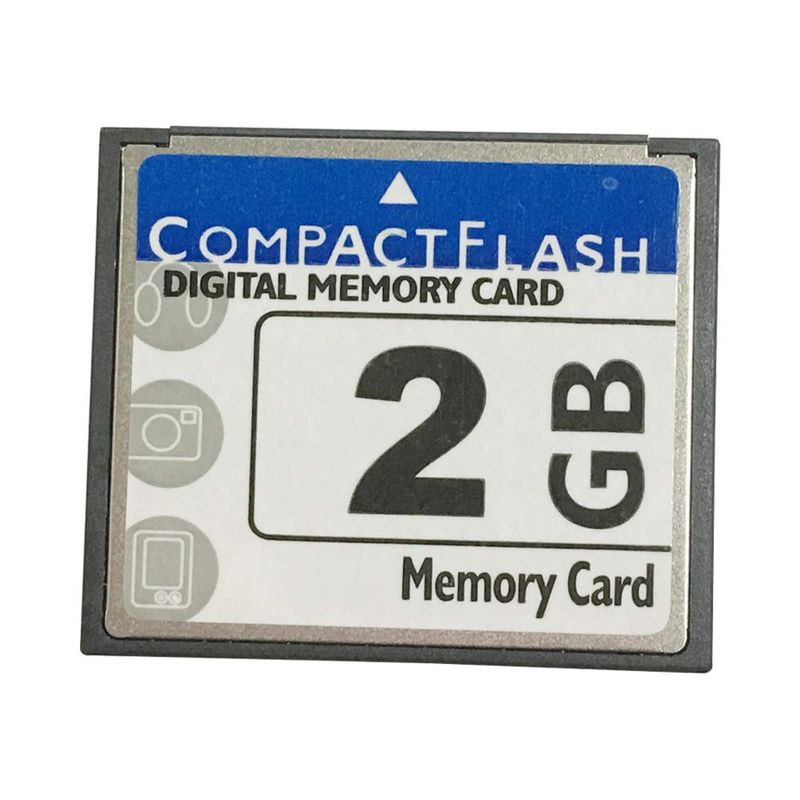 COMPACTFLASH
DIGITAL MEMORY CARD
2 GB
Memory Card